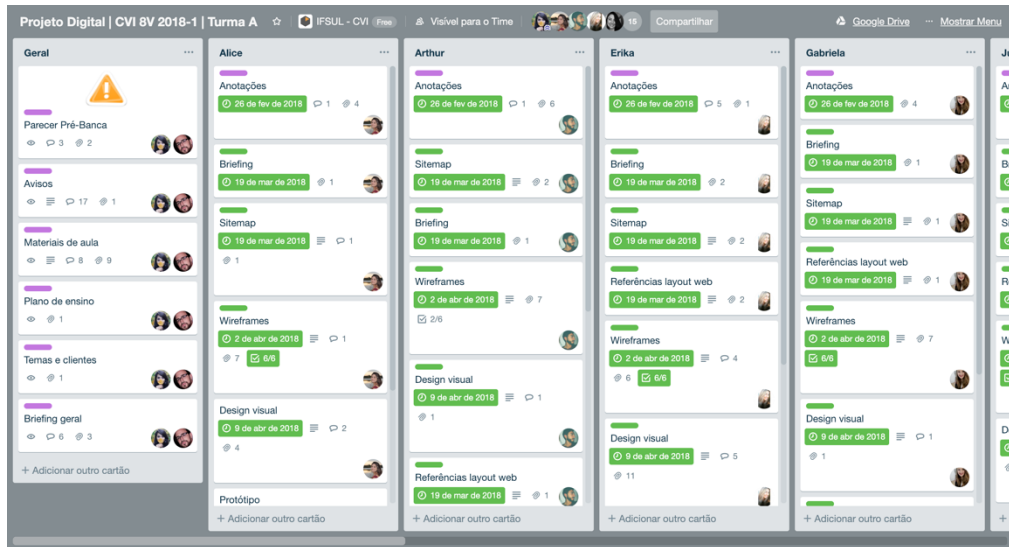 Projeto Digital | CVI 8V 2018-1 | Turma A
IFSUL - CVI Free
Visível para o Time
15
Compartilhar
Google Drive
Mostrar Menu
Geral
Parecer Pré-Banca
3 2
Avisos
17 1
Materiais de aula
8 9
Plano de ensino
1
Temas e clientes
1
Briefing geral
6 3
+ Adicionar outro cartão
Alice
Anotações
26 de fev de 2018 1 4
Briefing
19 de mar de 2018 1
Sitemap
19 de mar de 2018 1
1
Wireframes
2 de abr de 2018 1
7 6/6
Design visual
9 de abr de 2018 2
4
Protótipo
+ Adicionar outro cartão
Arthur
Anotações
26 de fev de 2018 1 6
Sitemap
19 de mar de 2018 2
Briefing
19 de mar de 2018 1
Wireframes
2 de abr de 2018 7
2/6
Design visual
9 de abr de 2018 1
1
Referências layout web
19 de mar de 2018 1
+ Adicionar outro cartão
Erika
Anotações
26 de fev de 2018 5 1
Briefing
19 de mar de 2018 2
Sitemap
19 de mar de 2018 2
Referências layout web
19 de mar de 2018 2
Wireframes
2 de abr de 2018 4
6 6/6
Design visual
9 de abr de 2018 5
11
+ Adicionar outro cartão
Gabriela
Anotações
26 de fev de 2018 4
Briefing
19 de mar de 2018 1
Sitemap
19 de mar de 2018 1
Referências layout web
19 de mar de 2018 1
Wireframes
2 de abr de 2018 7
6/6
Design visual
9 de abr de 2018 1
1
+ Adicionar outro cartão